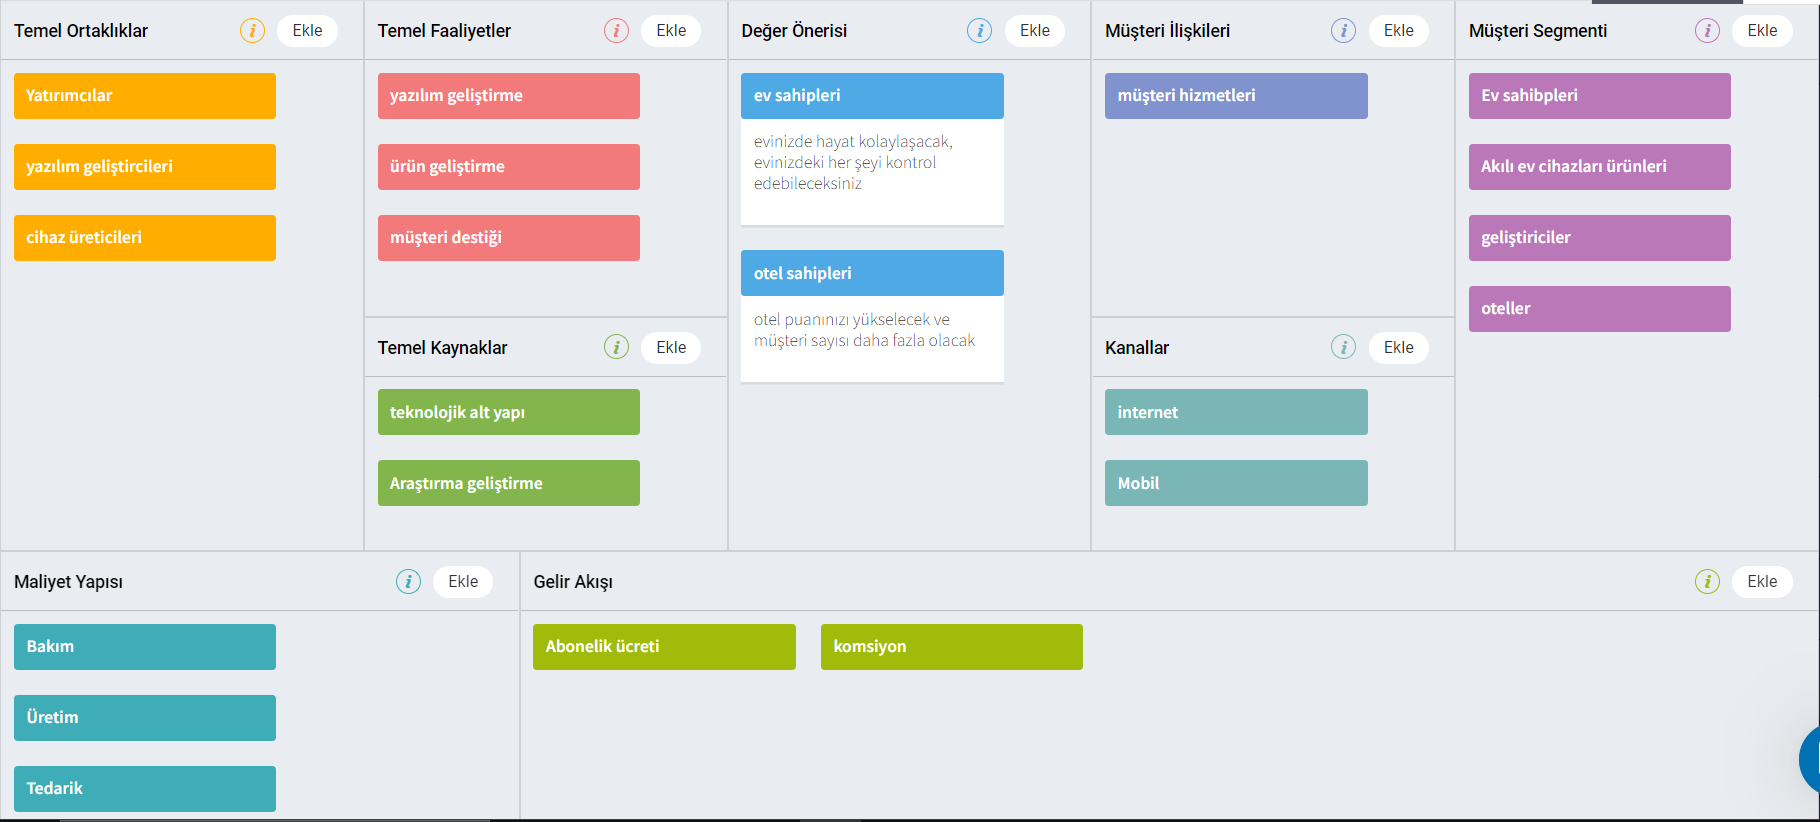 Temel Ortaklıklar
i
Ekle
Yatırımcılar
yazılım geliştircileri
cihaz üreticileri
Temel Faaliyetler
i
Ekle
yazılım geliştirme
ürün geliştirme
müşteri destiği
Temel Kaynaklar
i
Ekle
teknolojik alt yapı
Araştırma geliştirme
Değer Önerisi
i
Ekle
ev sahipleri
evinizde hayat kolaylaşacak,
evinizdeki her şeyi kontrol
edebileceksiniz
otel sahipleri
otel puanınızı yükselecek ve
müşteri sayısı daha fazla olacak
Müşteri İlişkileri
i
Ekle
müşteri hizmetleri
Kanallar
i
Ekle
internet
Mobil
Müşteri Segmenti
i
Ekle
Ev sahibpleri
Akılı ev cihazları ürünleri
geliştiriciler
oteller
Maliyet Yapısı
i
Ekle
Bakım
Üretim
Tedarik
Gelir Akışı
i
Ekle
Abonelik ücreti
komsiyon